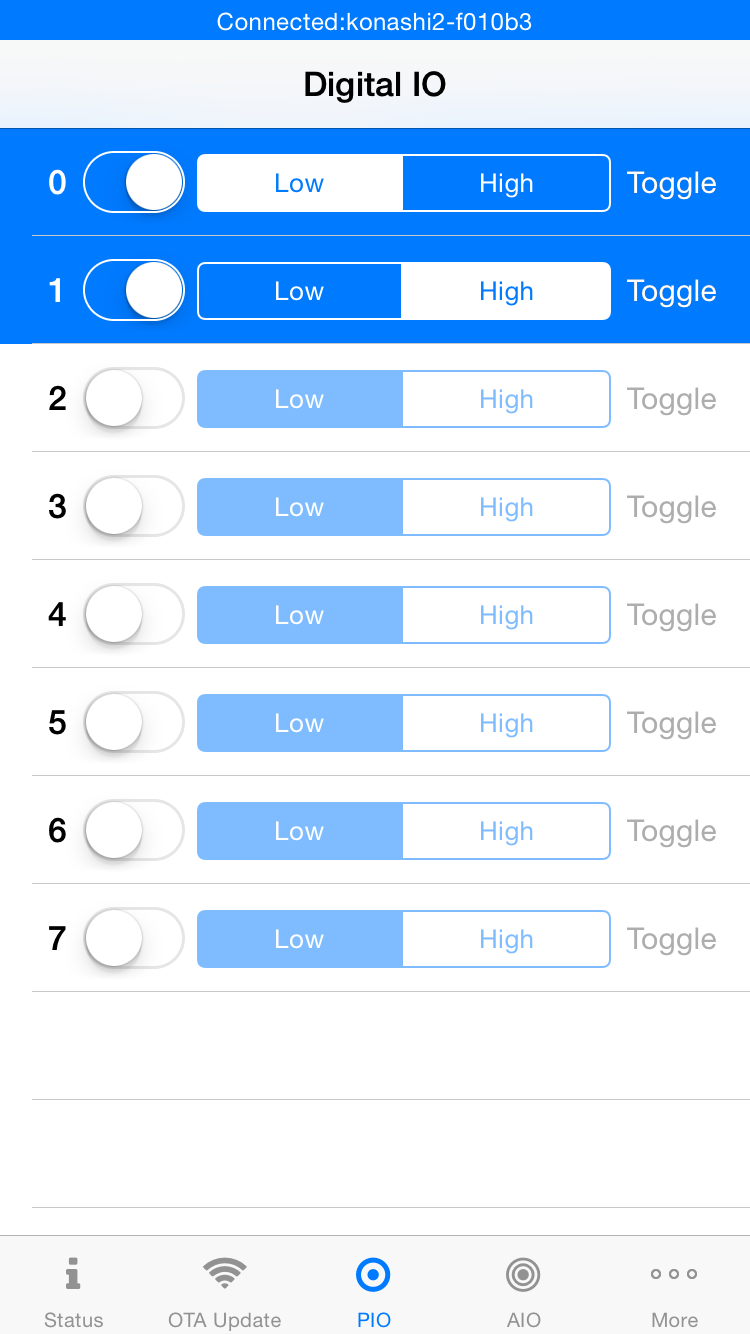 Connected:konashi2-f010b3
Digital IO
0 Low High Toggle
1 Low High Toggle
2 Low High Toggle
3 Low High Toggle
4 Low High Toggle
5 Low High Toggle
6 Low High Toggle
7 Low High Toggle
Status OTA Update PIO AIO More